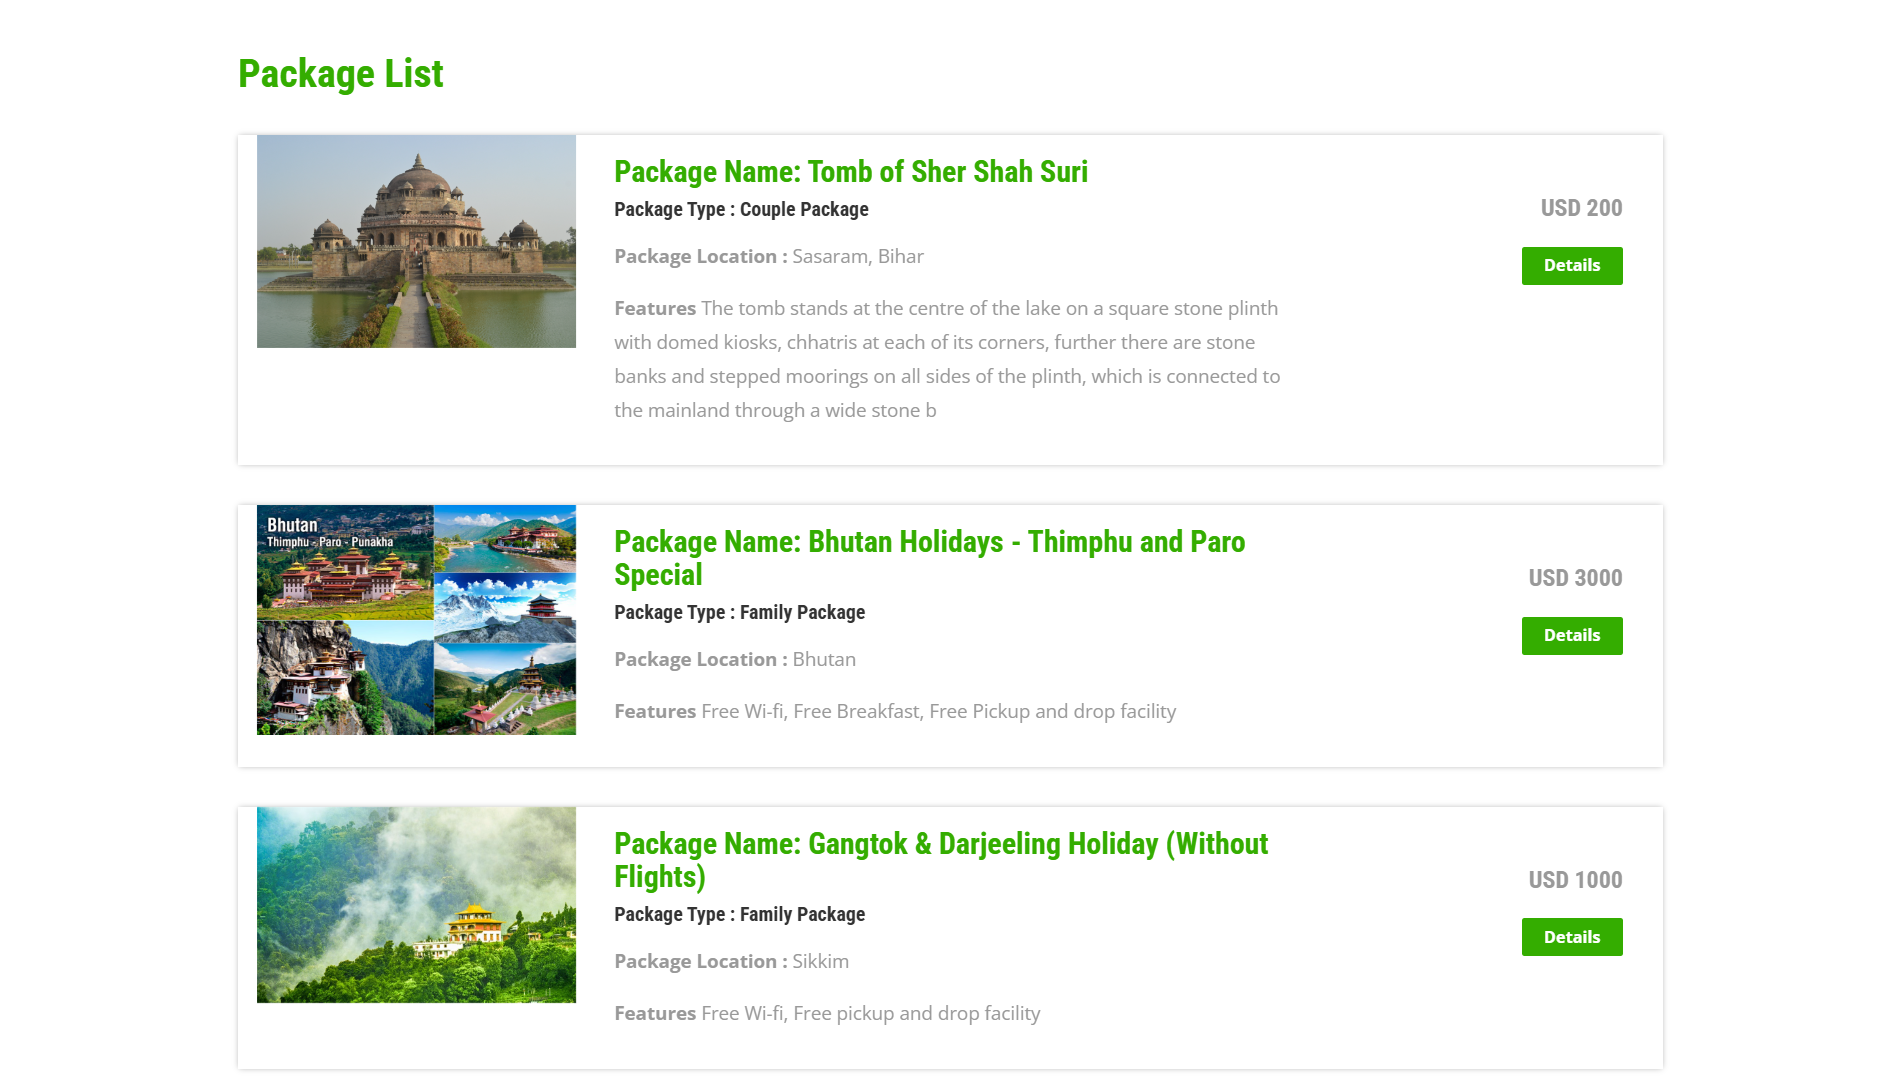 Package List
Package Name: Tomb of Sher Shah Suri
Package Type : Couple Package
Package Location : Sasaram, Bihar
Features The tomb stands at the centre of the lake on a square stone plinth
with domed kiosks, chhatris at each of its corners, further there are stone
banks and stepped moorings on all sides of the plinth, which is connected to
the mainland through a wide stone b
USD 200
Details
Bhutan
Thimphu - Paro - Punakha
Package Name: Bhutan Holidays - Thimphu and Paro
Special
Package Type : Family Package
Package Location : Bhutan
Features Free Wi-fi, Free Breakfast, Free Pickup and drop facility
USD 3000
Details
Package Name: Gangtok & Darjeeling Holiday (Without
Flights)
Package Type : Family Package
Package Location : Sikkim
Features Free Wi-fi, Free pickup and drop facility
USD 1000
Details